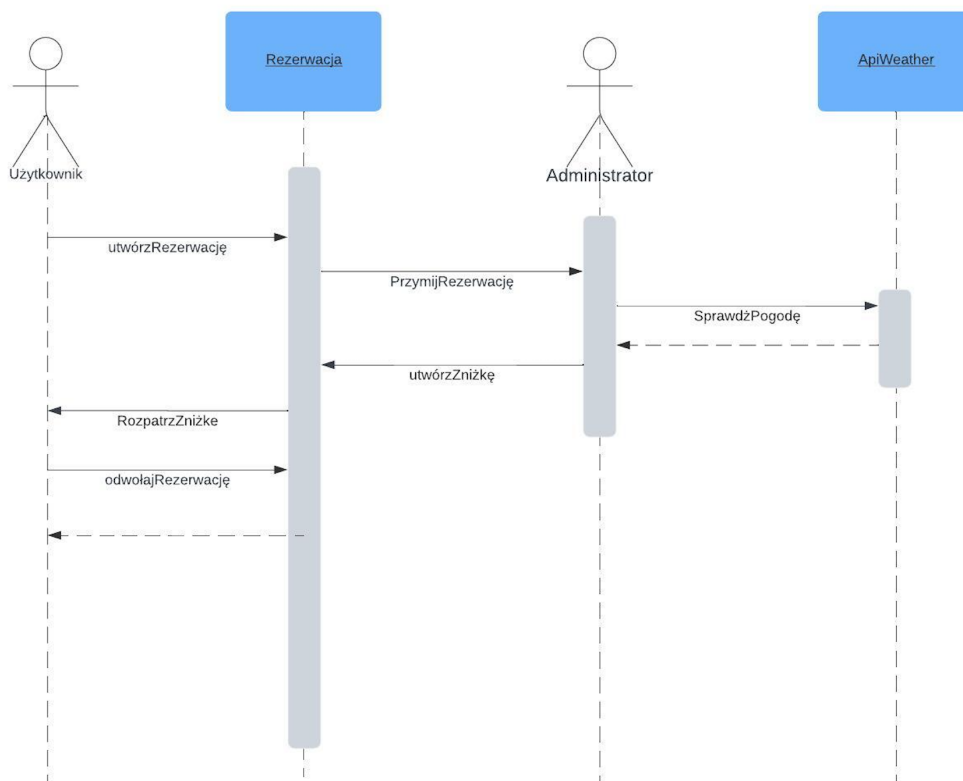 Rezerwacja
ApiWeather
Użytkownik
Administrator
utwórzRezerwację
PrzymijRezerwację
SprawdźPogodę
utwórzZniżkę
RozpatrzZniżke
odwołajRezerwację